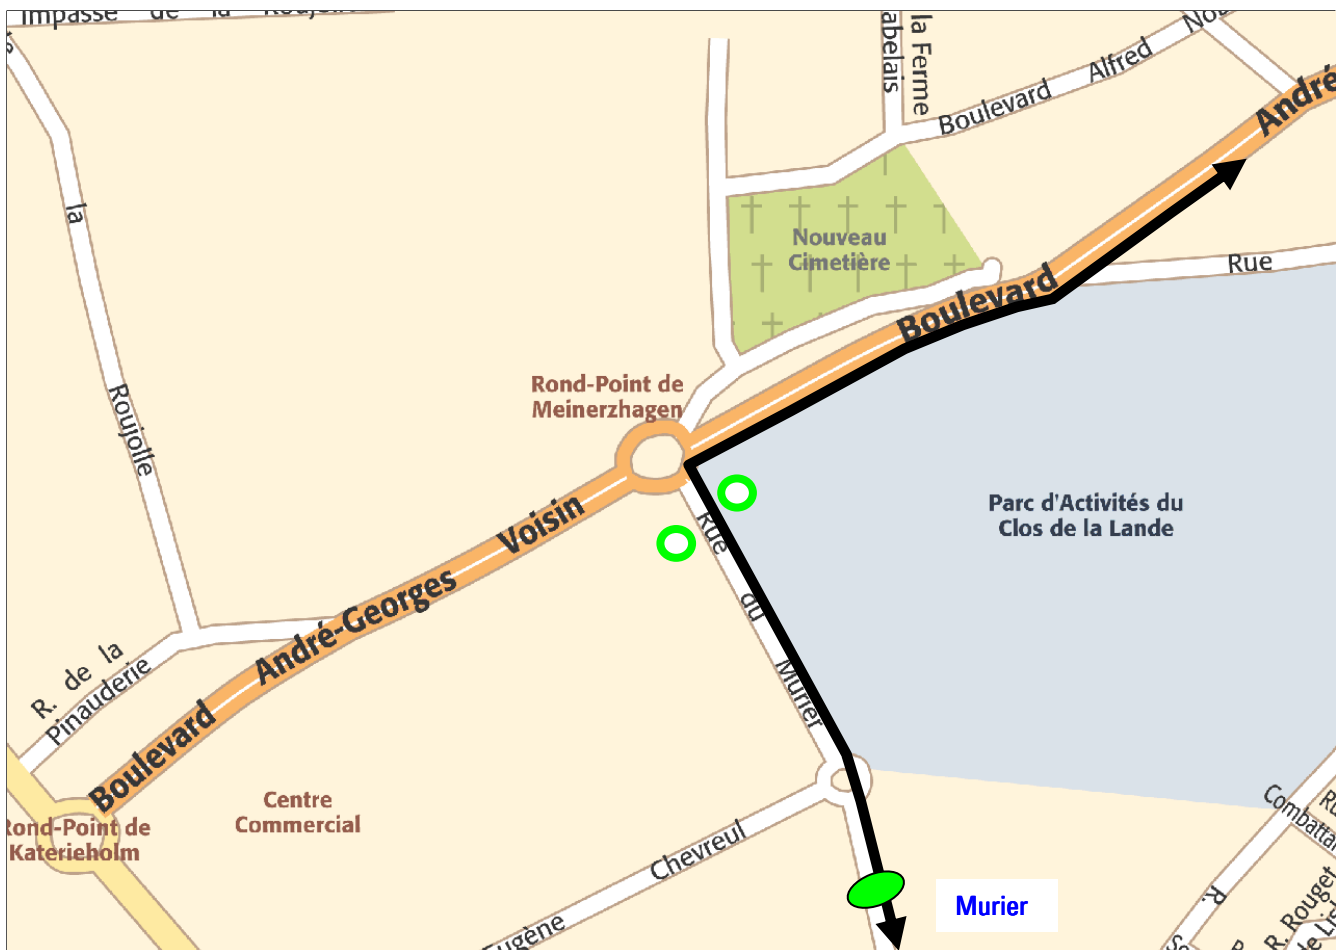 Impasse de la Roujolle
la Ferme
abelais
Boulevard Alfred Nob
André
la
Nouveau
Cimetière
Rue
Boulevard
Rond-Point de
Meinerzhagen
Roujolle
Parc d'Activités du
Clos de la Lande
Voisin
Rue du Murier
André-Georges
R. de la
Pinauderie
Boulevard
Centre
Commercial
Rond-Point de
Katerieholm
Combattan
Chevreul
Eugène
R.
R. Rouget
Murier